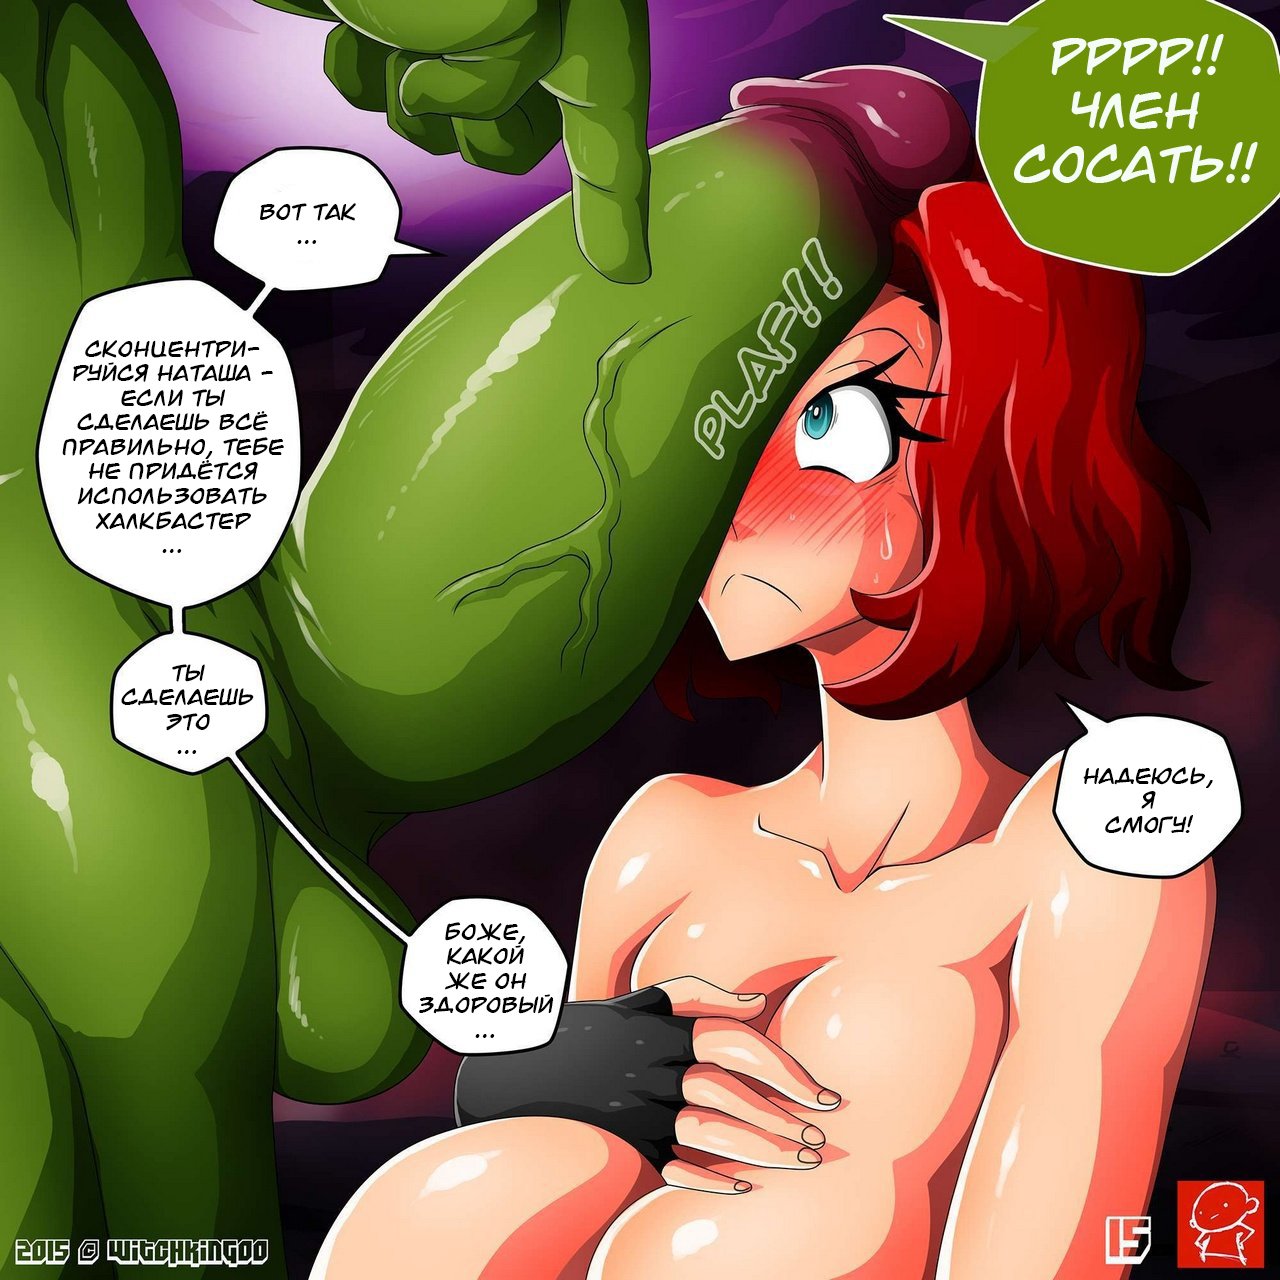 РРРР!!
ЧЛЕН
СОСАТЬ!!
ВОТ ТАК
...
СКОНЦЕНТРИ-
РУЙСЯ НАТАША -
ЕСЛИ ТЫ
СДЕЛАЕШЬ ВСЁ
ПРАВИЛЬНО, ТЕБЕ
НЕ ПРИДЁТСЯ
ИСПОЛЬЗОВАТЬ
ХАЛКБАСТЕР
...
PLAF!!
ТЫ
СДЕЛАЕШЬ
ЭТО
...
НАДЕЮСЬ,
Я
СМОГУ!
БОЖЕ,
КАКОЙ
ЖЕ ОН
ЗДОРОВЫЙ
...
2015 © WITCHKING00
15